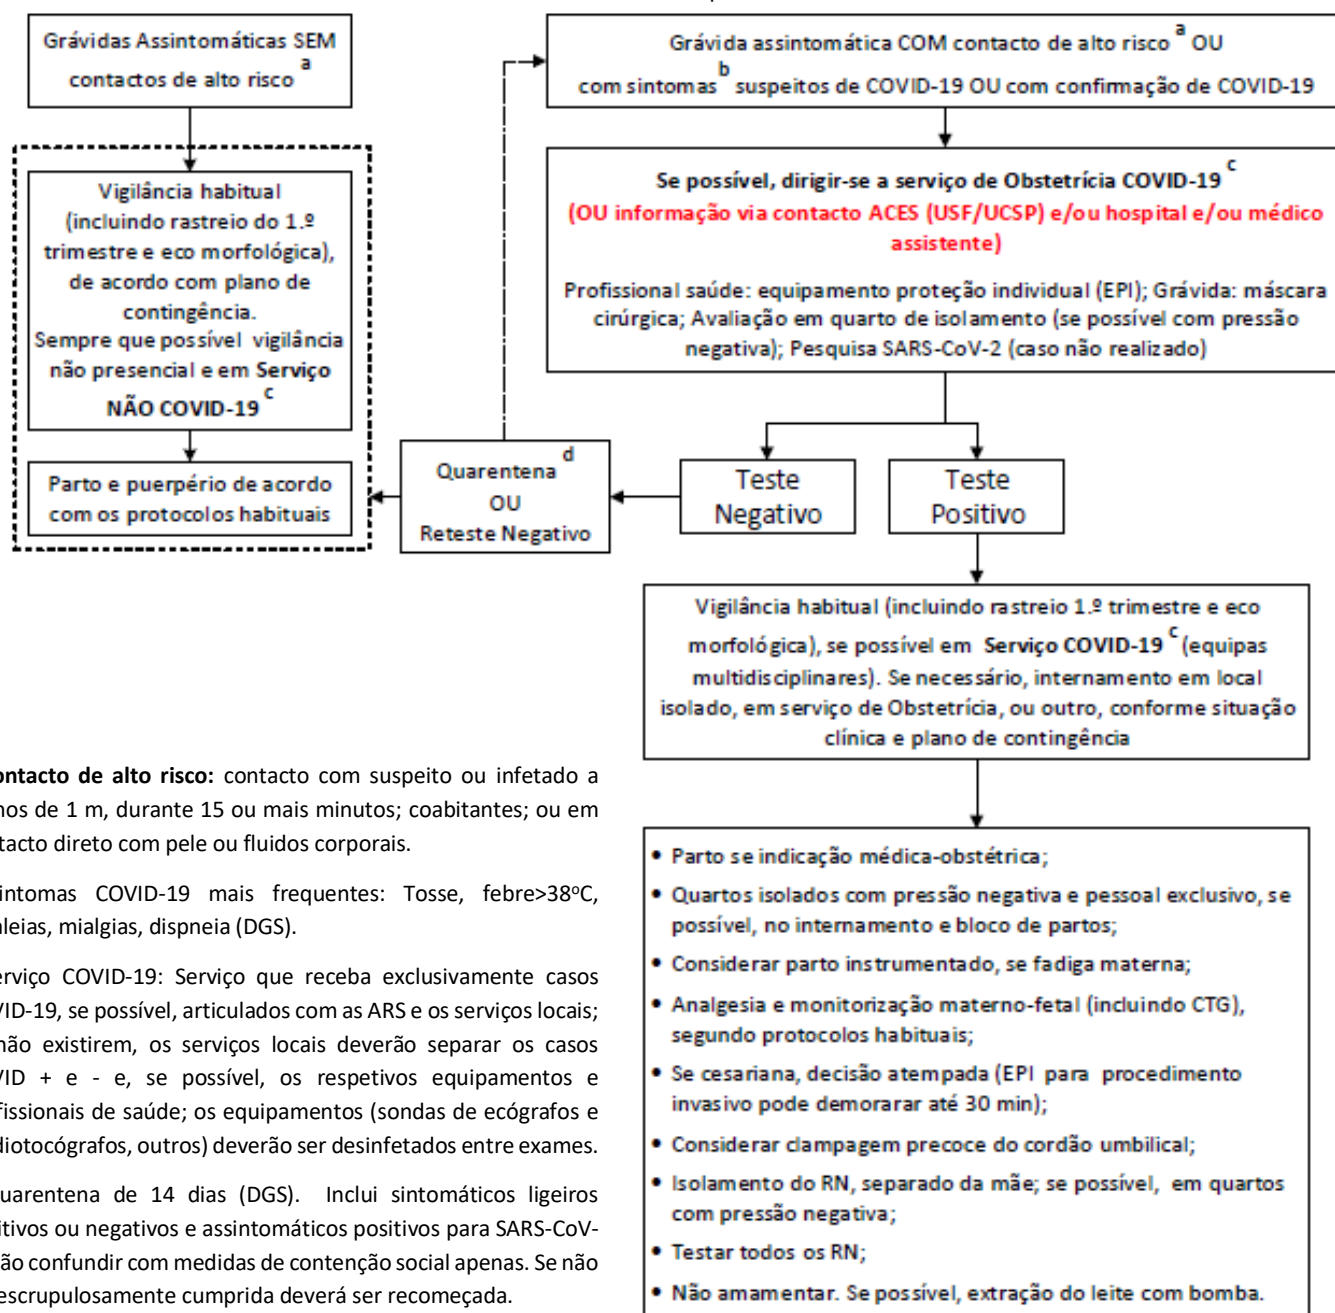 Grávidas Assintomáticas SEM
contactos de alto risco a
Grávida assintomática COM contacto de alto risco a OU
com sintomas b suspeitos de COVID-19 OU com confirmação de COVID-19
Vigilância habitual
(incluindo rastreio do 1.º
trimestre e eco morfológica),
de acordo com plano de
contingência.
Sempre que possível vigilância
não presencial e em Serviço
NÃO COVID-19 c
Parto e puerpério de acordo
com os protocolos habituais
Se possível, dirigir-se a serviço de Obstetrícia COVID-19 c
(OU informação via contacto ACES (USF/UCSP) e/ou hospital e/ou médico
assistente)
Profissional saúde: equipamento proteção individual (EPI); Grávida: máscara
cirúrgica; Avaliação em quarto de isolamento (se possível com pressão
negativa); Pesquisa SARS-CoV-2 (caso não realizado)
Quarentena d
OU
Reteste Negativo
Teste
Negativo
Teste
Positivo
Vigilância habitual (incluindo rastreio 1.º trimestre e eco
morfológica), se possível em Serviço COVID-19 c (equipas
multidisciplinares). Se necessário, internamento em local
isolado, em serviço de Obstetrícia, ou outro, conforme situação
clínica e plano de contingência
• Parto se indicação médica-obstétrica;
• Quartos isolados com pressão negativa e pessoal exclusivo, se
possível, no internamento e bloco de partos;
• Considerar parto instrumentado, se fadiga materna;
• Analgesia e monitorização materno-fetal (incluindo CTG),
segundo protocolos habituais;
• Se cesariana, decisão atempada (EPI para procedimento
invasivo pode demorarar até 30 min);
• Considerar clampagem precoce do cordão umbilical;
• Isolamento do RN, separado da mãe; se possível, em quartos
com pressão negativa;
• Testar todos os RN;
• Não amamentar. Se possível, extração do leite com bomba.
ontacto de alto risco: contacto com suspeito ou infetado a
nos de 1 m, durante 15 ou mais minutos; coabitantes; ou em
tacto direto com pele ou fluidos corporais.
intomas COVID-19 mais frequentes: Tosse, febre>38ºC,
aleias, mialgias, dispneia (DGS).
erviço COVID-19: Serviço que receba exclusivamente casos
VID-19, se possível, articulados com as ARS e os serviços locais;
não existirem, os serviços locais deverão separar os casos
VID + e - e, se possível, os respetivos equipamentos e
fissionais de saúde; os equipamentos (sondas de ecógrafos e
diotocógrafos, outros) deverão ser desinfetados entre exames.
uarentena de 14 dias (DGS). Inclui sintomáticos ligeiros
itivos ou negativos e assintomáticos positivos para SARS-CoV-
ão confundir com medidas de contenção social apenas. Se não
escrupulosamente cumprida deverá ser recomeçada.